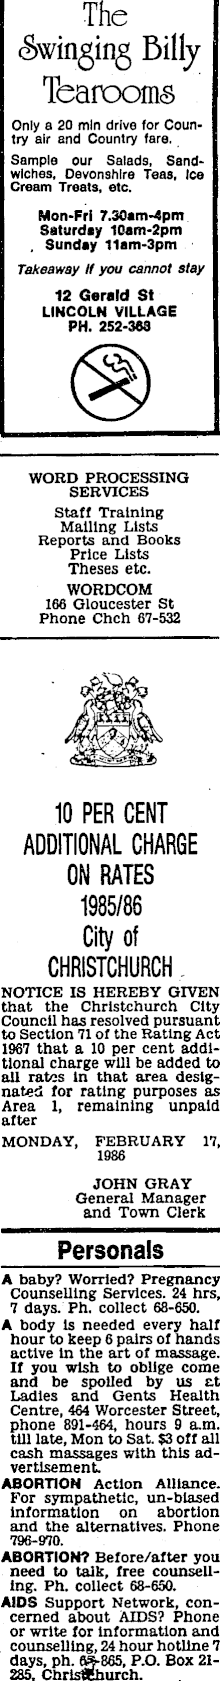 The
Swinging Billy
Tearooms
Only a 20 min drive for Coun-
try air and Country fare.
Sample our Salads, Sand-
wiches, Devonshire Teas, Ice
Cream Treats, etc.
Mon-Fri 7.30am-4pm
Saturday 10am-2pm
Sunday 11am-3pm
Takeaway if you cannot stay
12 Gerald St
LINCOLN VILLAGE
PH. 252-368
WORD PROCESSING
SERVICES
Staff Training
Mailing Lists
Reports and Books
Price Lists
Theses etc.
WORDCOM
166 Gloucester St
Phone Chch 67-532
10 PER CENT
ADDITIONAL CHARGE
ON RATES
1985/86
City of
CHRISTCHURCH
NOTICE IS HEREBY GIVEN
that the Christchurch City
Council has resolved pursuant
to Section 71 of the Rating Act
1967 that a 10 per cent addi-
tional charge will be added to
all rates in that area desig-
nated for rating purposes as
Area 1, remaining unpaid
after
MONDAY, FEBRUARY 17,
1986
JOHN GRAY
General Manager
and Town Clerk
Personals
A baby? Worried? Pregnancy
Counselling Services. 24 hrs,
7 days. Ph. collect 68-650.
A body is needed every half
hour to keep 6 pairs of hands
active in the art of massage.
If you wish to oblige come
and be spoiled by us at
Ladies and Gents Health
Centre, 464 Worcester Street,
phone 891-464, hours 9 a.m.
till late, Mon to Sat. $3 off all
cash massages with this ad-
vertisement.
ABORTION Action Alliance.
For sympathetic, un-biased
information on abortion
and the alternatives. Phone
796-970.
ABORTION? Before/after you
need to talk, free counsell-
ing. Ph. collect 68-650.
AIDS Support Network, con-
cerned about AIDS? Phone
or write for information and
counselling, 24 hour hotline 7
days, ph. P.O. Box 21-
285, Christchurch.